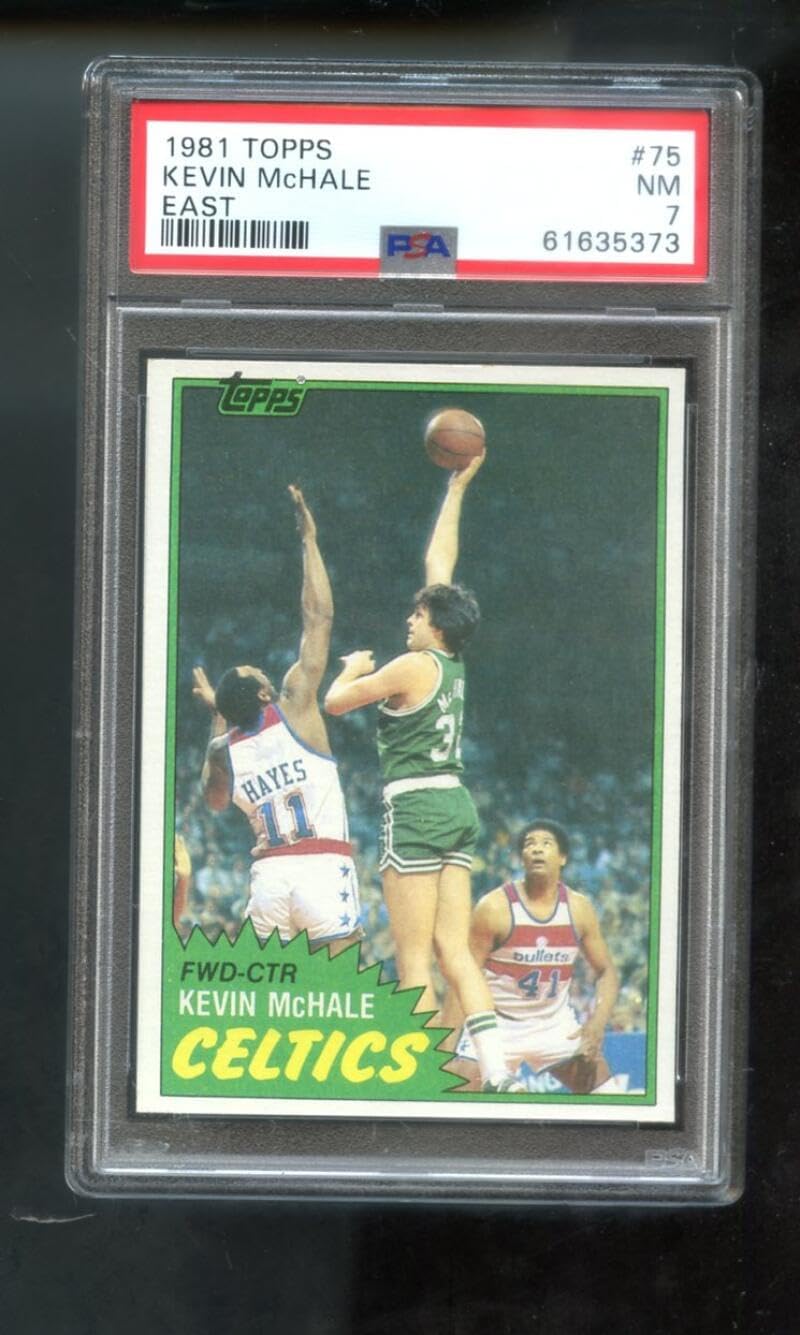 1981 TOPPS #75
KEVIN McHALE NM
EAST 7
PSA 61635373
Topps®
HAYES
11
bullets
41
FWD-CTR
KEVIN McHALE
CELTICS
PSA